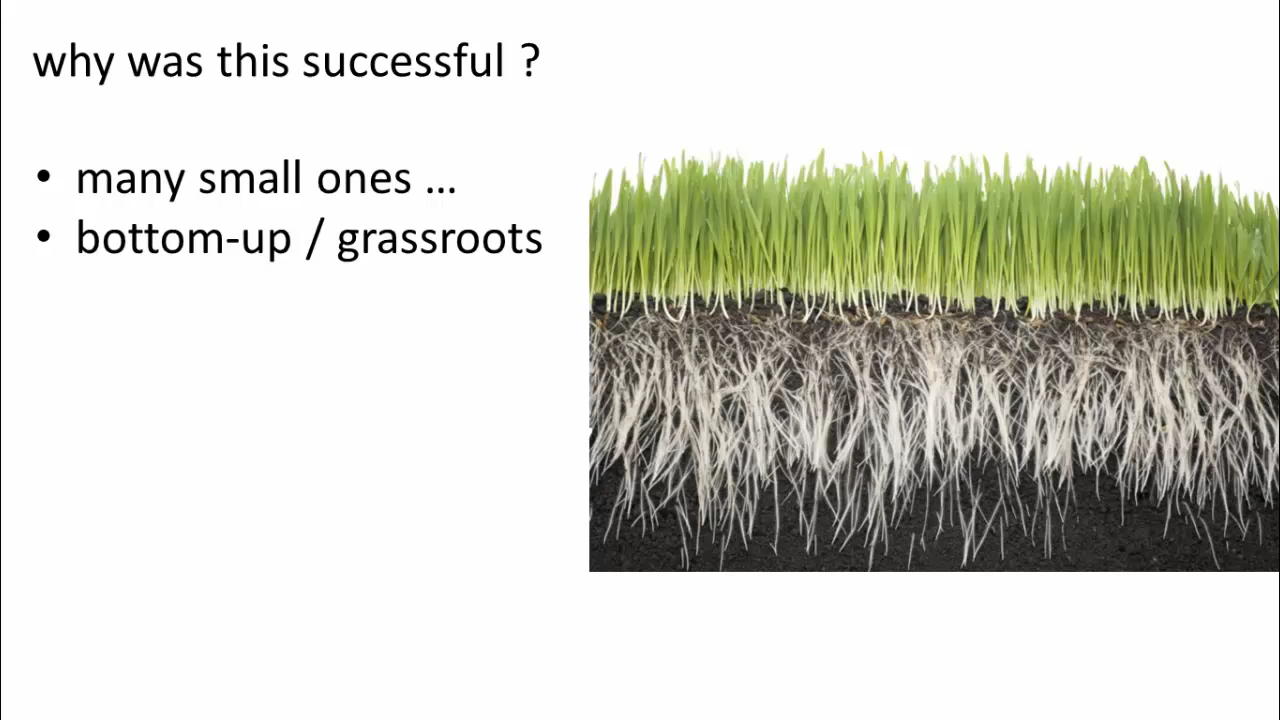 why was this successful ?
• many small ones ...
• bottom-up / grassroots